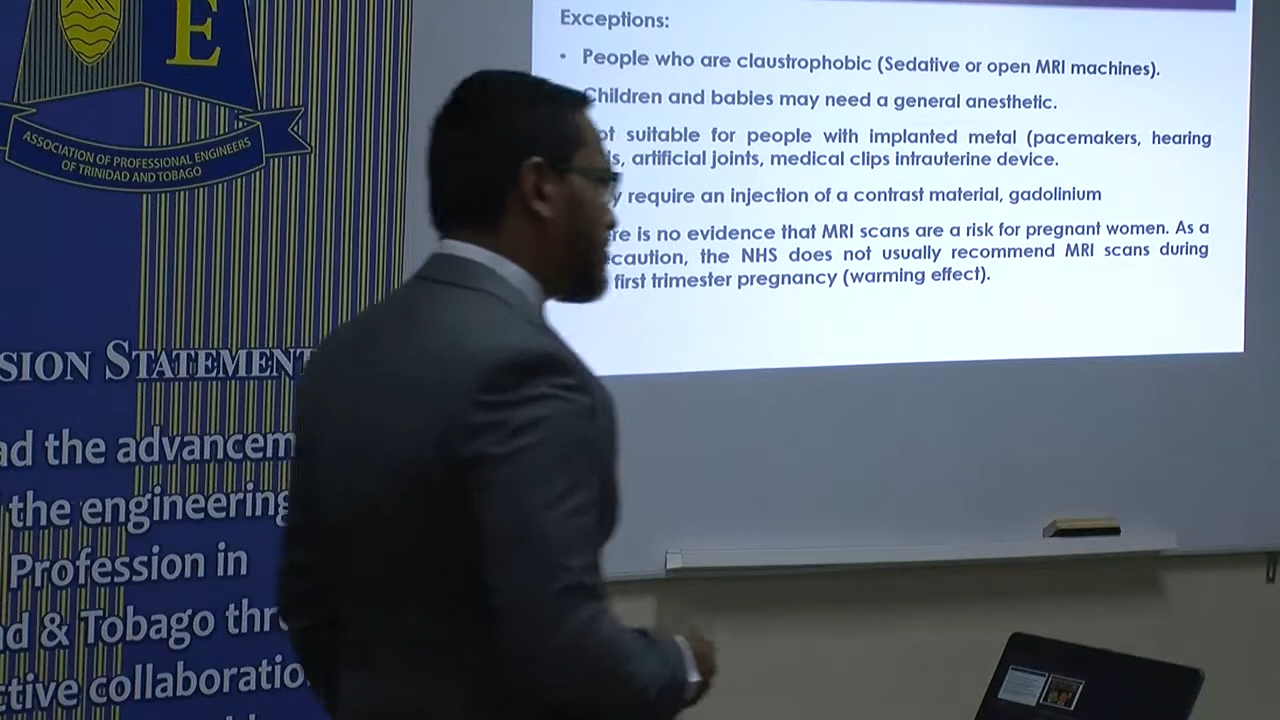 E
ASSOCIATION OF PROFESSIONAL ENGINEERS
OF TRINIDAD AND TOBAGO
SION STATEMENT
ad the advancem
the engineering
Profession in
d & Tobago thr
ctive collaboratio
Exceptions:
• People who are claustrophobic (Sedative or open MRI machines).
Children and babies may need a general anesthetic.
ot suitable for people with implanted metal (pacemakers, hearing
s, artificial joints, medical clips intrauterine device.
y require an injection of a contrast material, gadolinium
re is no evidence that MRI scans are a risk for pregnant women. As a
caution, the NHS does not usually recommend MRI scans during
first trimester pregnancy (warming effect).